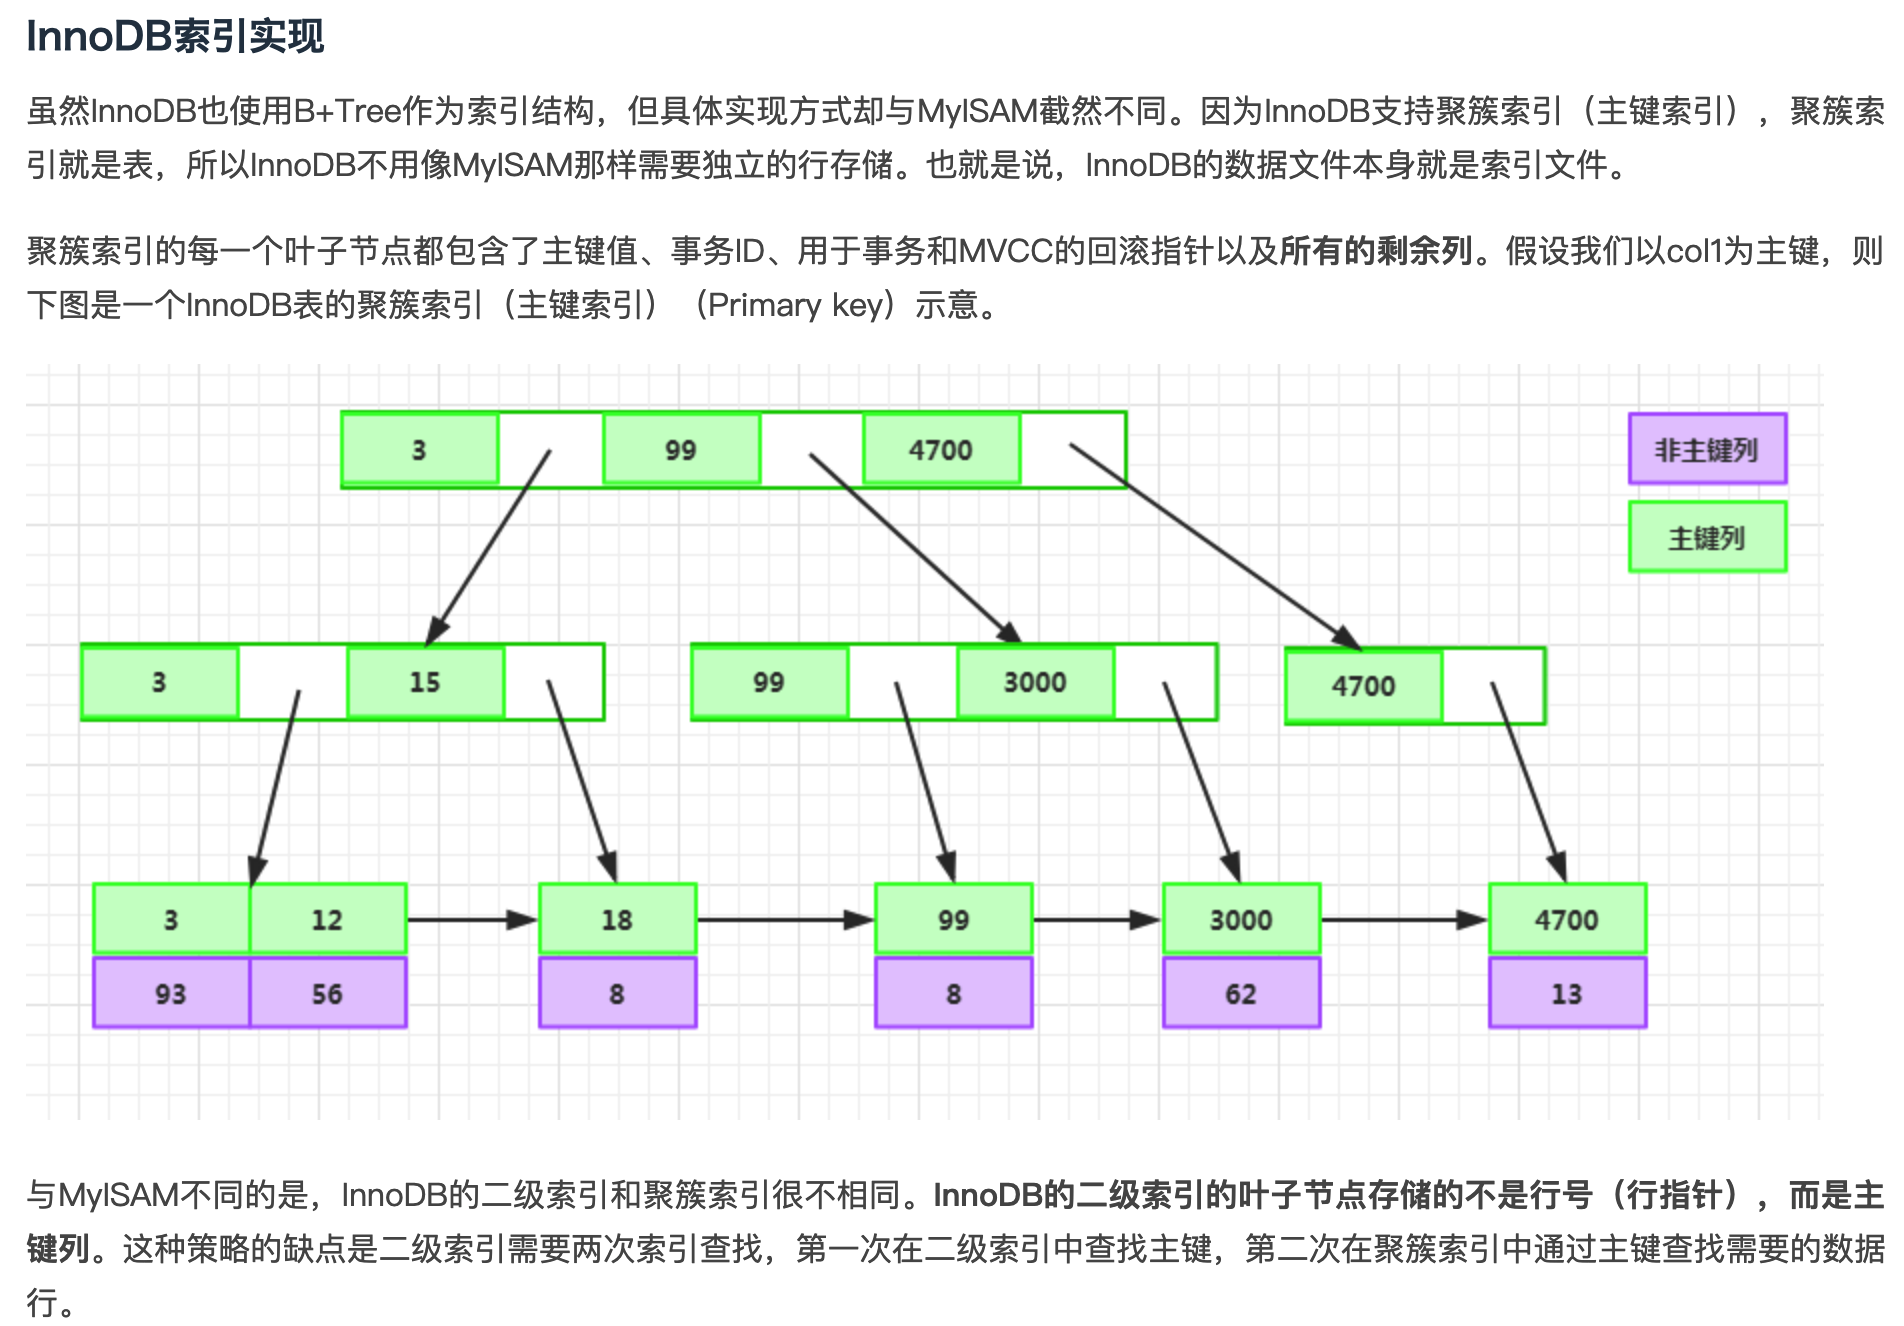 InnoDB索引实现
虽然InnoDB也使用B+Tree作为索引结构，但具体实现方式却与MyISAM截然不同。因为InnoDB支持聚簇索引（主键索引），聚簇索
引就是表，所以InnoDB不用像MyISAM那样需要独立的行存储。也就是说，InnoDB的数据文件本身就是索引文件。
聚簇索引的每一个叶子节点都包含了主键值、事务ID、用于事务和MVCC的回滚指针以及所有的剩余列。假设我们以col1为主键，则
下图是一个InnoDB表的聚簇索引（主键索引）（Primary key）示意。
3 99 4700
非主键列
主键列
3 15 99 3000 4700
3 12 18 99 3000 4700
93 56 8 8 62 13
与MyISAM不同的是，InnoDB的二级索引和聚簇索引很不相同。InnoDB的二级索引的叶子节点存储的不是行号（行指针），而是主
键列。这种策略的缺点是二级索引需要两次索引查找，第一次在二级索引中查找主键，第二次在聚簇索引中通过主键查找需要的数据
行。